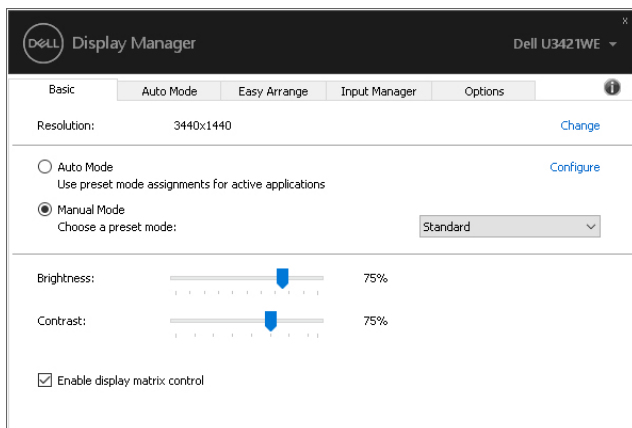 DELL Display Manager Dell U3421WE
x
Basic Auto Mode Easy Arrange Input Manager Options
Resolution: 3440x1440 Change
Auto Mode Configure
Use preset mode assignments for active applications
Manual Mode
Choose a preset mode: Standard
Brightness: 75%
Contrast: 75%
Enable display matrix control